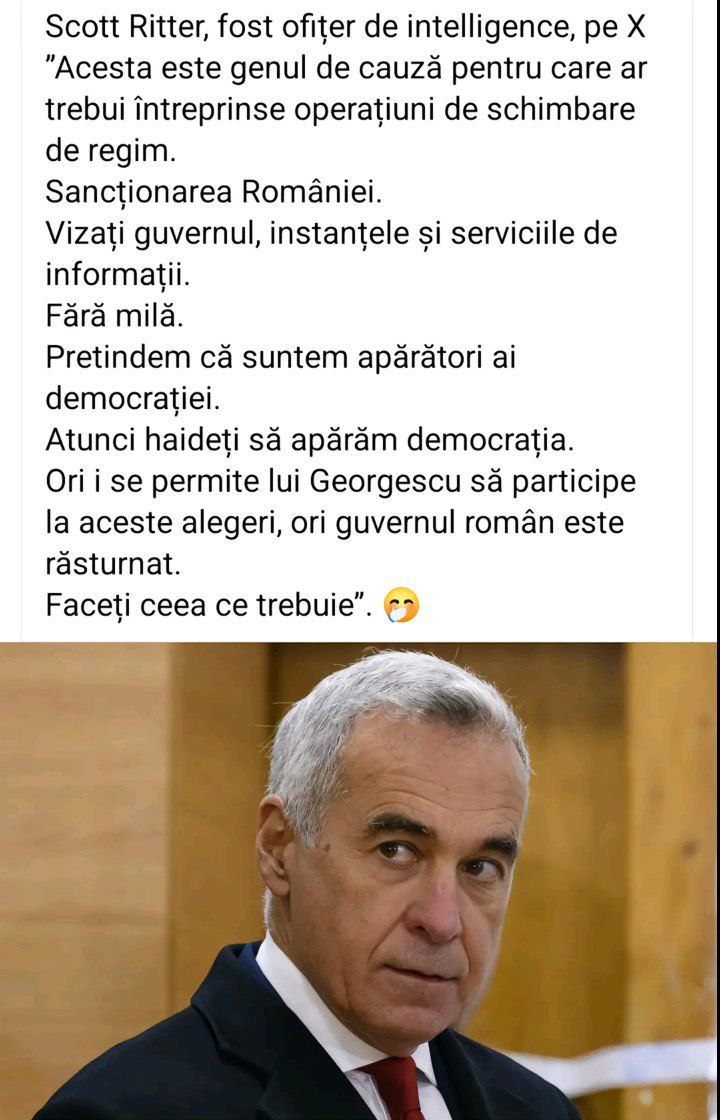 Scott Ritter, fost ofițer de intelligence, pe X
”Acesta este genul de cauză pentru care ar
trebui întreprinse operațiuni de schimbare
de regim.
Sancționarea României.
Vizați guvernul, instanțele și serviciile de
informații.
Fără milă.
Pretindem că suntem apărători ai
democrației.
Atunci haideți să apărăm democrația.
Ori i se permite lui Georgescu să participe
la aceste alegeri, ori guvernul român este
răsturnat.
Faceți ceea ce trebuie”. 🤭